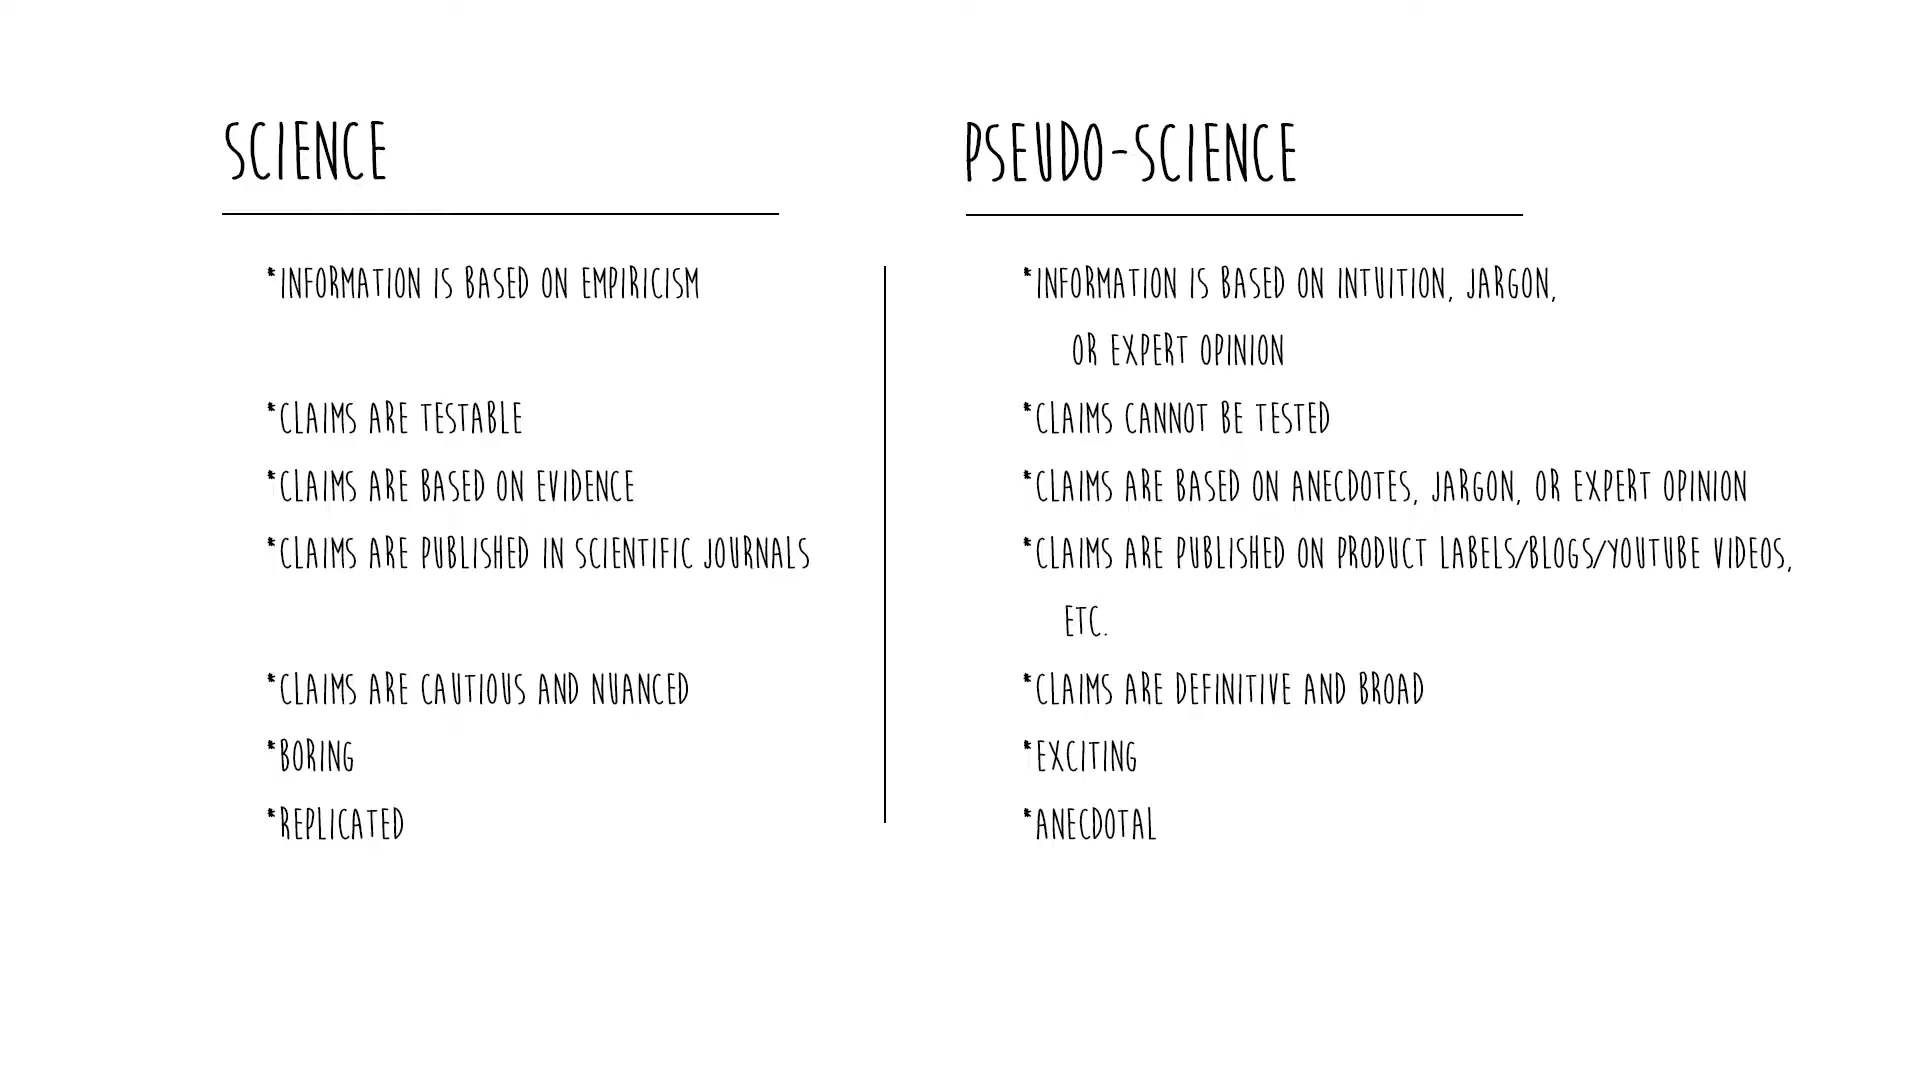 SCIENCE
*INFORMATION IS BASED ON EMPIRICISM
*CLAIMS ARE TESTABLE
*CLAIMS ARE BASED ON EVIDENCE
*CLAIMS ARE PUBLISHED IN SCIENTIFIC JOURNALS
*CLAIMS ARE CAUTIOUS AND NUANCED
*BORING
*REPLICATED
PSEUDO-SCIENCE
*INFORMATION IS BASED ON INTUITION, JARGON,
OR EXPERT OPINION
*CLAIMS CANNOT BE TESTED
*CLAIMS ARE BASED ON ANECDOTES, JARGON, OR EXPERT OPINION
*CLAIMS ARE PUBLISHED ON PRODUCT LABELS/BLOGS/YOUTUBE VIDEOS,
ETC.
*CLAIMS ARE DEFINITIVE AND BROAD
*EXCITING
*ANECDOTAL